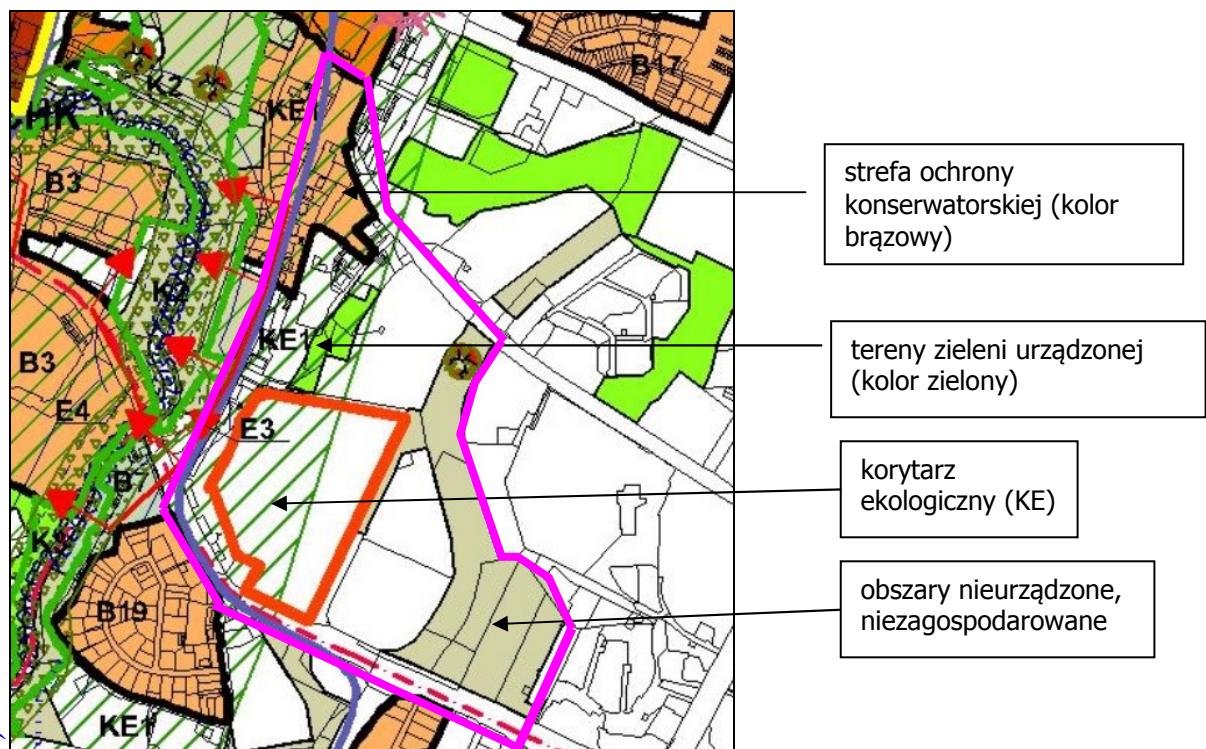 K2
B17
HK
KE1
B3
K2
KE1
B3
E4
E3
B7
B19
KE1
strefa ochrony
konserwatorskiej (kolor
brązowy)
tereny zieleni urządzonej
(kolor zielony)
korytarz
ekologiczny (KE)
obszary nieurządzone,
niezagospodarowane